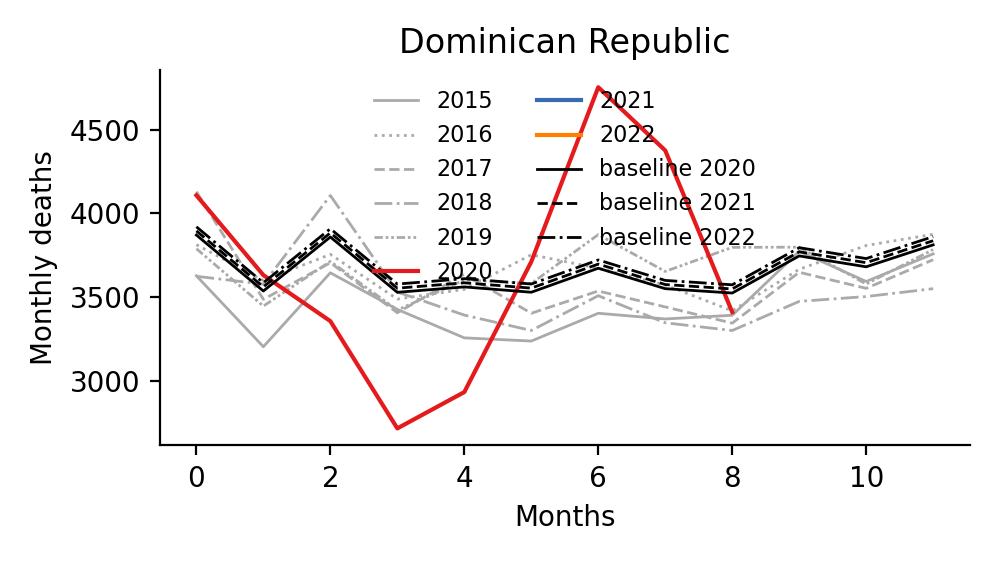 Dominican Republic
Monthly deaths
4500
4000
3500
3000
2015
2016
2017
2018
2019
2020
2021
2022
baseline 2020
baseline 2021
baseline 2022
0 2 4 6 8 10
Months